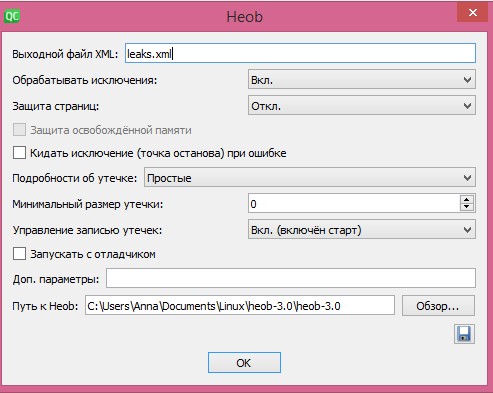 QC
Heob
Выходной файл XML: leaks.xml
Обрабатывать исключения: Вкл.
Защита страниц: Откл.
Защита освобождённой памяти
Кидать исключение (точка останова) при ошибке
Подробности об утечке: Простые
Минимальный размер утечки: 0
Управление записью утечек: Вкл. (включён старт)
Запускать с отладчиком
Доп. параметры:
Путь к Heob: C:\Users\Anna\Documents\Linux\heob-3.0\heob-3.0 Обзор...
OK